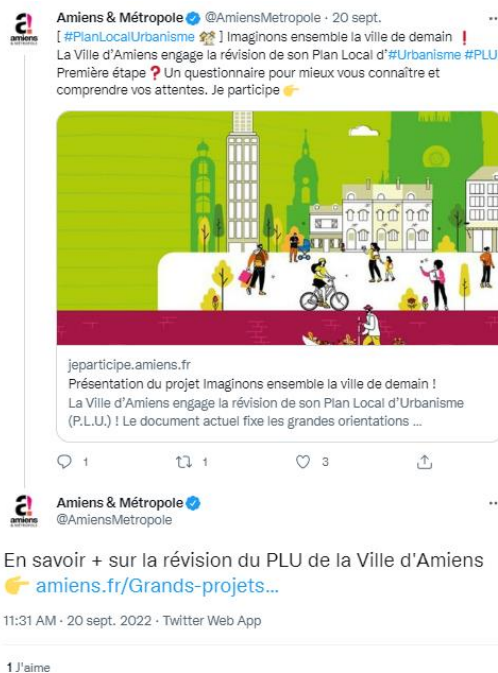 Amiens & Métropole @AmiensMetropole · 20 sept.
[ #PlanLocalUrbanisme 🏘️ ] Imaginons ensemble la ville de demain ❗
La Ville d'Amiens engage la révision de son Plan Local d'#Urbanisme #PLU
Première étape ❓ Un questionnaire pour mieux vous connaître et
comprendre vos attentes. Je participe 👉
jeparticipe.amiens.fr
Présentation du projet Imaginons ensemble la ville de demain !
La Ville d'Amiens engage la révision de son Plan Local d'Urbanisme
(P.L.U.) ! Le document actuel fixe les grandes orientations ...
1 1 3
amiens
Amiens & Métropole
@AmiensMetropole
En savoir + sur la révision du PLU de la Ville d'Amiens
👉 amiens.fr/Grands-projets...
11:31 AM · 20 sept. 2022 · Twitter Web App
1 J'aime